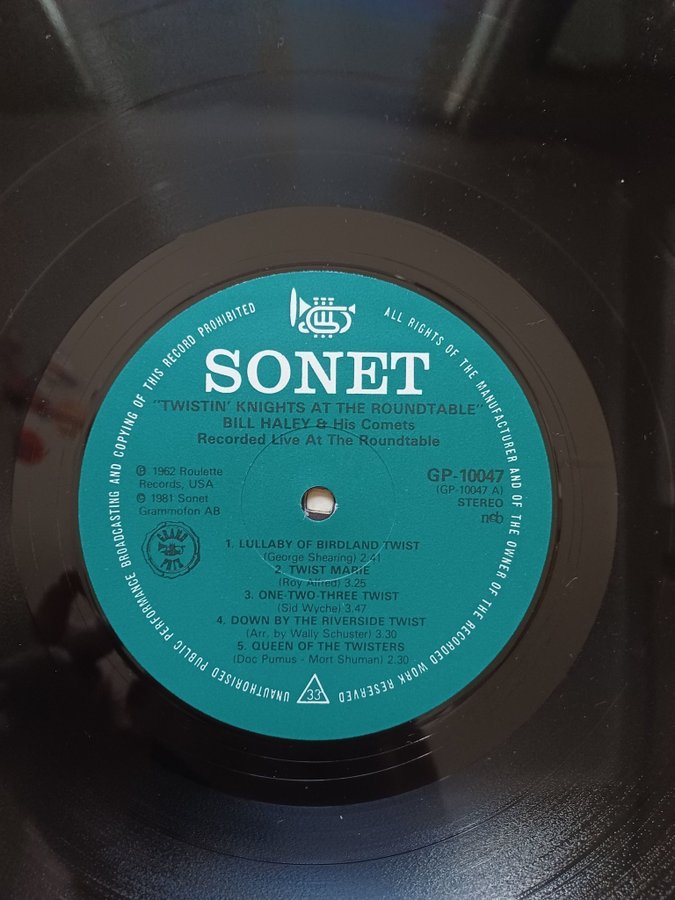 UNAUTHORISED PUBLIC PERFORMANCE BROADCASTING AND COPYING OF THIS RECORD PROHIBITED
ALL RIGHTS OF THE MANUFACTURER AND OF THE OWNER OF THE RECORDED WORK RESERVED
SONET
"TWISTIN' KNIGHTS AT THE ROUNDTABLE"
BILL HALEY & His Comets
Recorded Live At The Roundtable
℗ 1962 Roulette
Records, USA
© 1981 Sonet
Grammofon AB
GP-10047
(GP-10047 A)
STEREO
ncb
GRAND
PRIX
1. LULLABY OF BIRDLAND TWIST
(George Shearing) 2.41
2. TWIST MARIE
(Roy Alfred) 3.25
3. ONE-TWO-THREE TWIST
(Sid Wyche) 3.47
4. DOWN BY THE RIVERSIDE TWIST
(Arr. by Wally Schuster) 3.30
5. QUEEN OF THE TWISTERS
(Doc Pumus - Mort Shuman) 2.30
33